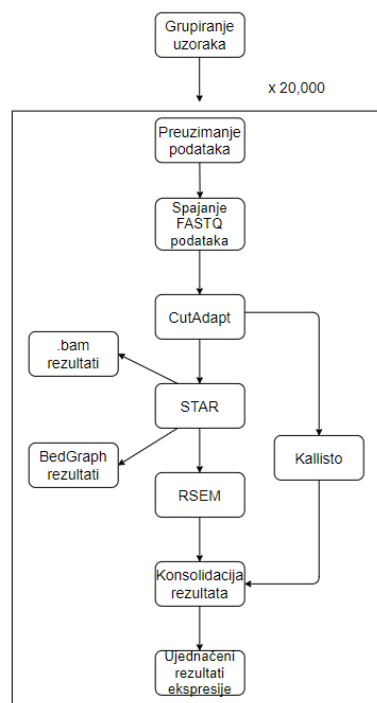 Grupiranje
uzoraka
x 20,000
Preuzimanje
podataka
Spajanje
FASTQ
podataka
CutAdapt
.bam
rezultati
STAR
BedGraph
rezultati
Kallisto
RSEM
Konsolidacija
rezultata
Ujednačeni
rezultati
ekspresije